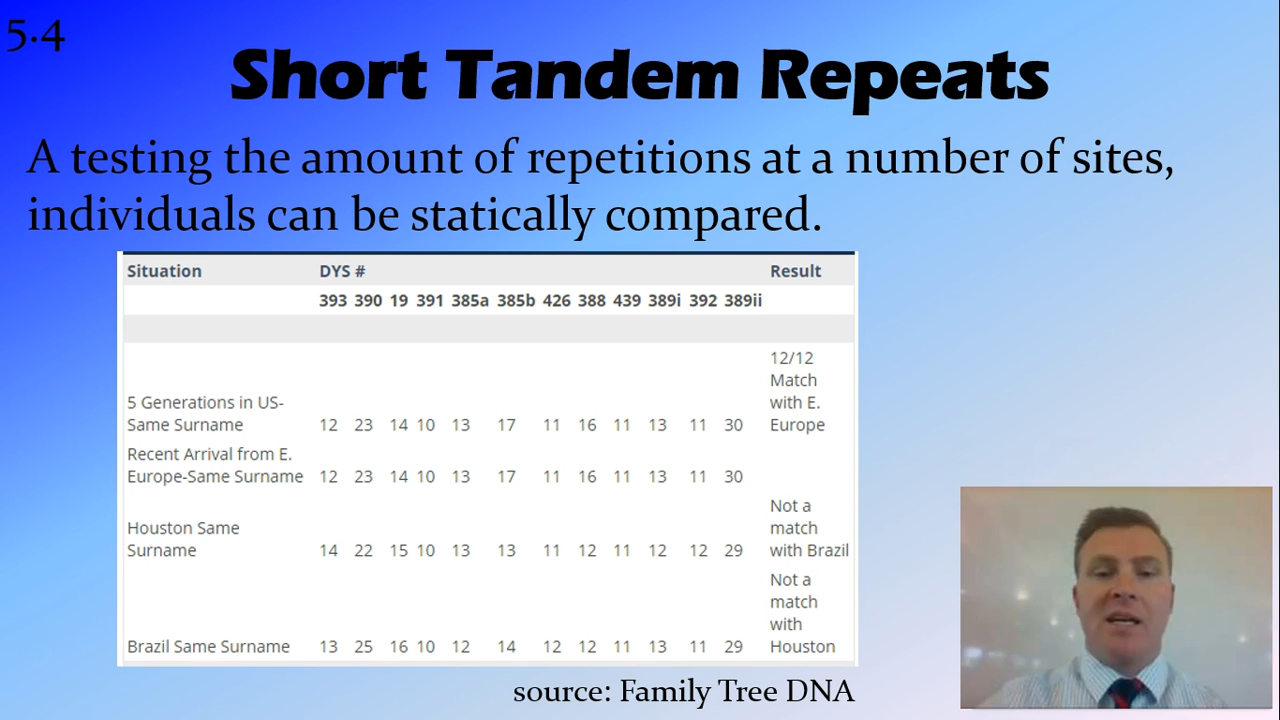 5.4
Short Tandem Repeats
A testing the amount of repetitions at a number of sites,
individuals can be statically compared.
Situation DYS # Result
393 390 19 391 385a 385b 426 388 439 389i 392 389ii
12/12
Match
5 Generations in US- with E.
Same Surname 12 23 14 10 13 17 11 16 11 13 11 30 Europe
Recent Arrival from E.
Europe-Same Surname 12 23 14 10 13 17 11 16 11 13 11 30
Not a
Houston Same match
Surname 14 22 15 10 13 13 11 12 11 12 12 29 with Brazil
Not a
match
with
Brazil Same Surname 13 25 16 10 12 14 12 12 11 13 11 29 Houston
source: Family Tree DNA